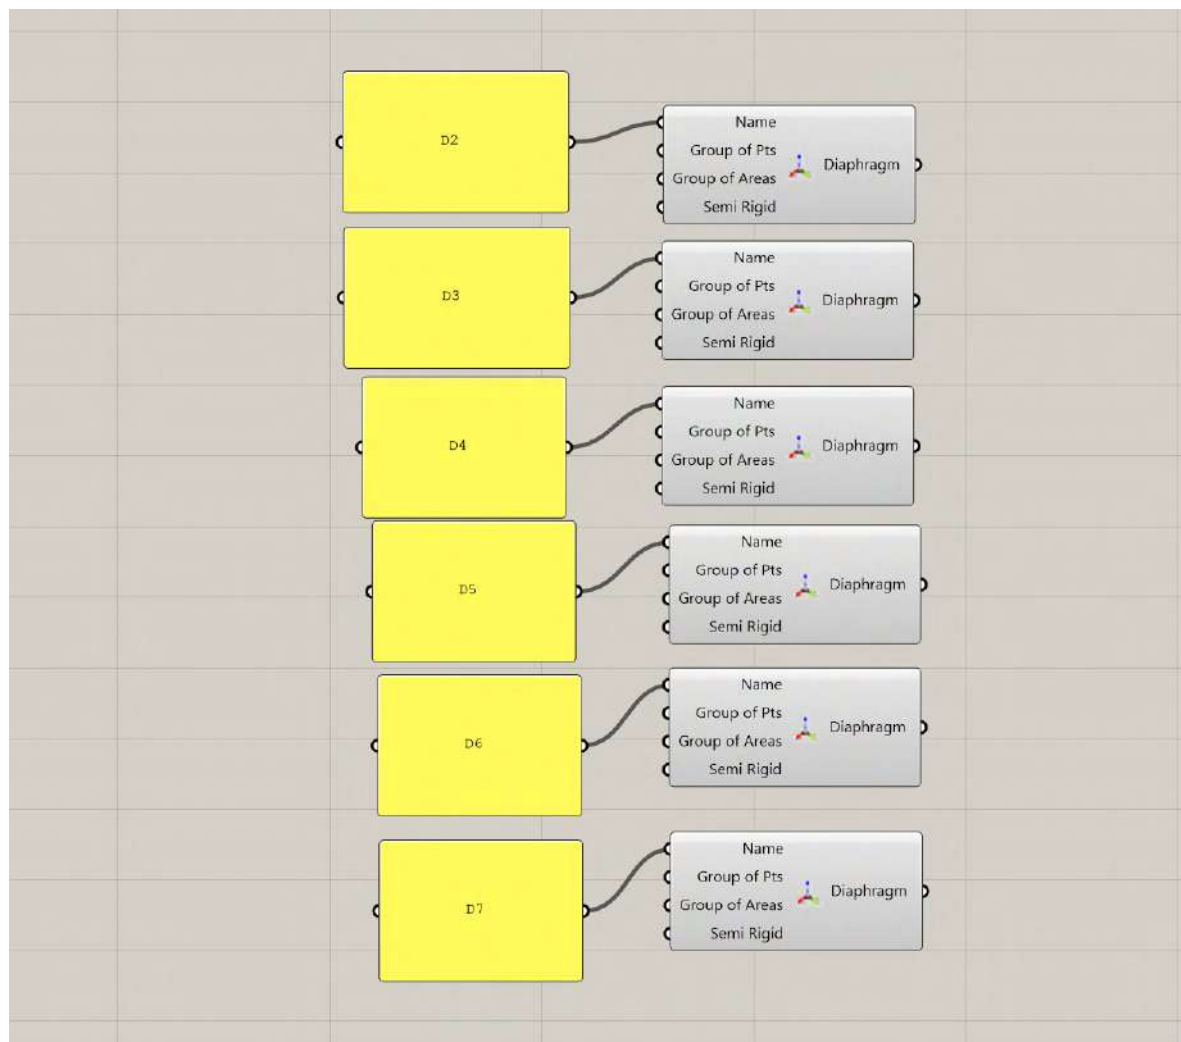 D2
Name
Group of Pts
Group of Areas
Semi Rigid
Diaphragm
D3
Name
Group of Pts
Group of Areas
Semi Rigid
Diaphragm
D4
Name
Group of Pts
Group of Areas
Semi Rigid
Diaphragm
D5
Name
Group of Pts
Group of Areas
Semi Rigid
Diaphragm
D6
Name
Group of Pts
Group of Areas
Semi Rigid
Diaphragm
D7
Name
Group of Pts
Group of Areas
Semi Rigid
Diaphragm